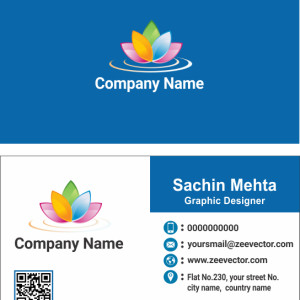 Company Name
Sachin Mehta
Graphic Designer
0000000000
yoursmail@zeevector.com
www.zeevector.com
Flat No.230, your street No.
city name, country name
Company Name